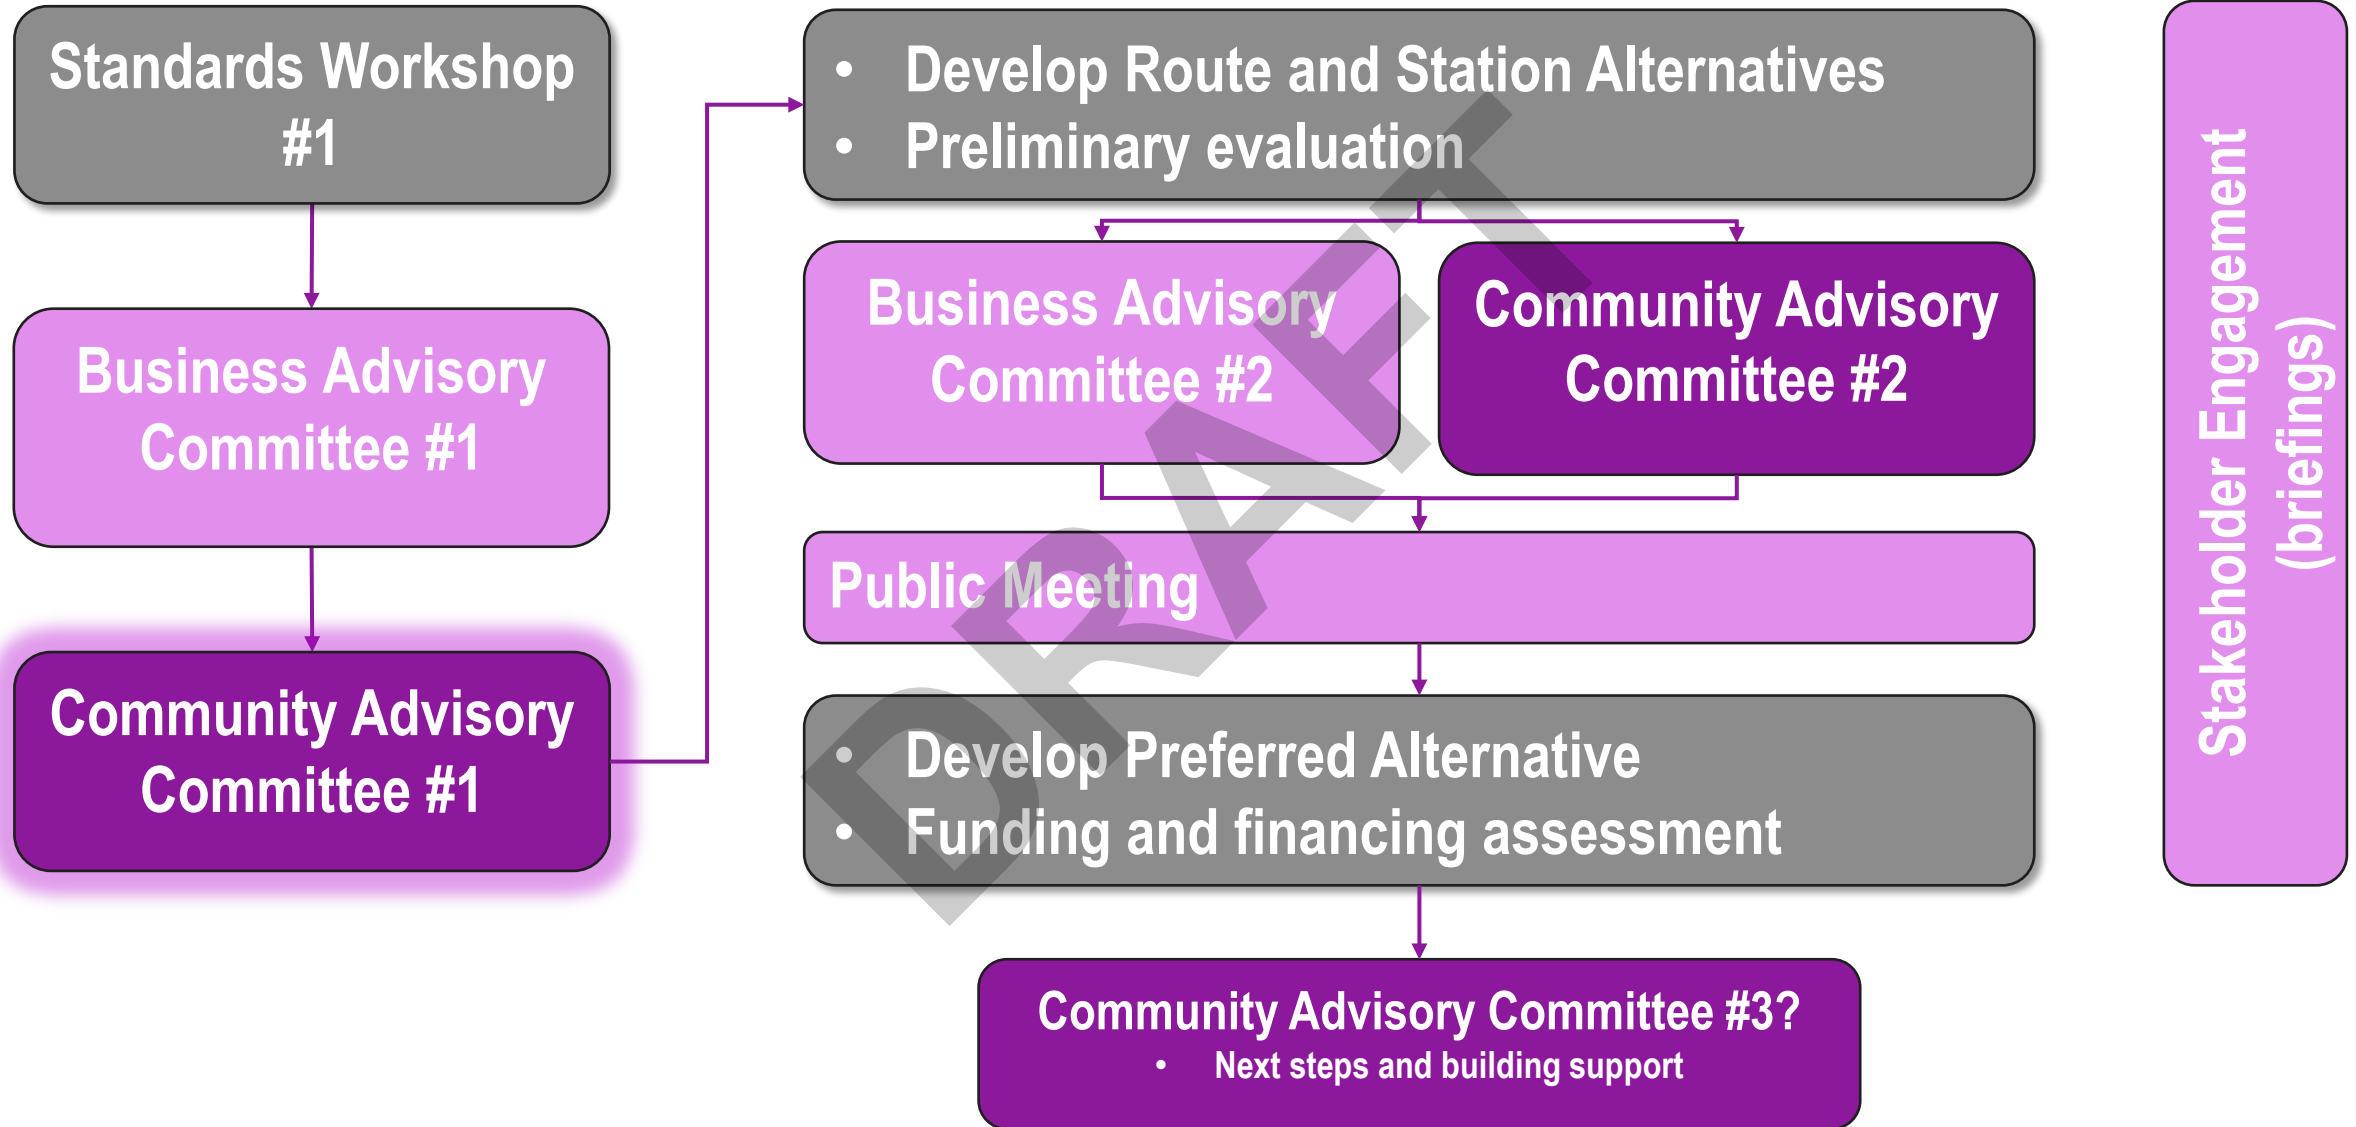 Standards Workshop
#1
Business Advisory
Committee #1
Community Advisory
Committee #1
• Develop Route and Station Alternatives
• Preliminary evaluation
Business Advisory
Committee #2
Community Advisory
Committee #2
Public Meeting
• Develop Preferred Alternative
• Funding and financing assessment
Community Advisory Committee #3?
• Next steps and building support
Stakeholder Engagement
(briefings)
DRAFT